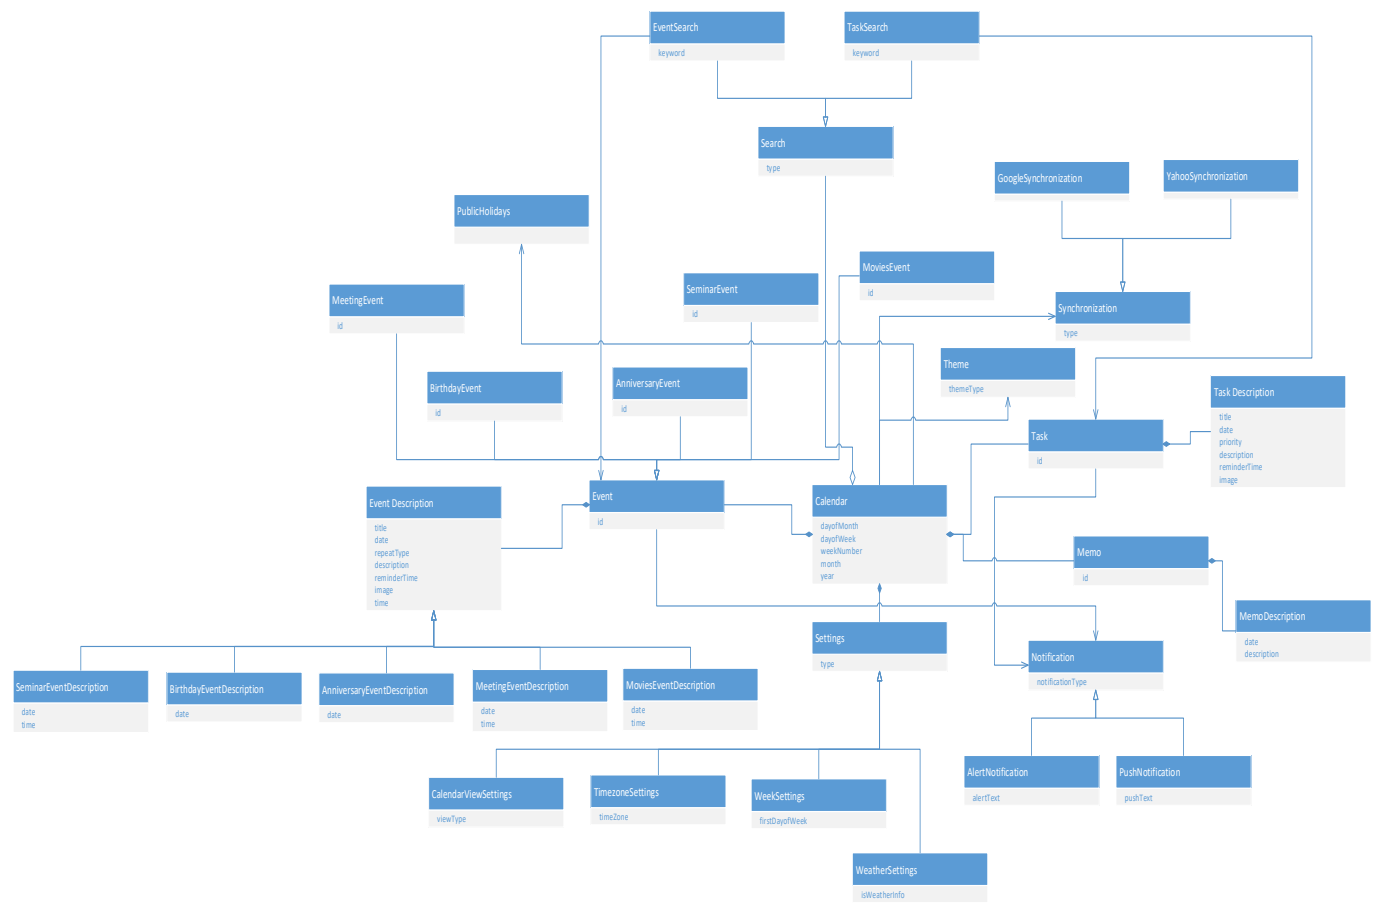 EventSearch
keyword
TaskSearch
keyword
Search
type
GoogleSynchronization
YahooSynchronization
PublicHolidays
MoviesEvent
id
SeminarEvent
id
MeetingEvent
id
Synchronization
type
Theme
themeType
BirthdayEvent
id
AnniversaryEvent
id
Task Description
title
date
priority
description
reminderTime
image
Task
id
Event Description
title
date
repeatType
description
reminderTime
image
time
Event
id
Calendar
dayofMonth
dayofWeek
weekNumber
month
year
Memo
id
MemoDescription
date
description
Settings
type
Notification
notificationType
SeminarEventDescription
date
time
BirthdayEventDescription
date
AnniversaryEventDescription
date
MeetingEventDescription
date
time
MoviesEventDescription
date
time
AlertNotification
alertText
PushNotification
pushText
CalendarViewSettings
viewType
TimezoneSettings
timeZone
WeekSettings
firstDayofWeek
WeatherSettings
isWeatherInfo